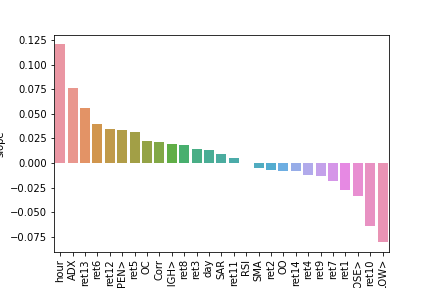 0.125
0.100
0.075
0.050
0.025
0.000
−0.025
−0.050
−0.075
slope
hour
ADX
ret13
ret6
ret12
PEN>
ret5
OC
Corr
IGH>
ret8
ret3
day
SAR
ret11
RSI
SMA
ret2
OO
ret14
ret4
ret9
ret7
ret1
OSE>
ret10
LOW>